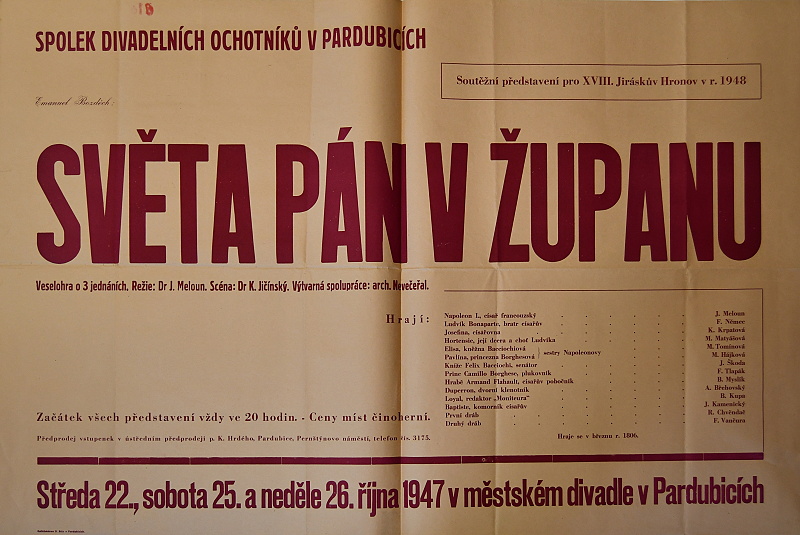 SPOLEK DIVADELNÍCH OCHOTNÍKŮ V PARDUBICÍCH
Soutěžní představení pro XVIII. Jiráskův Hronov v r. 1948
Emanuel Bozděch:
SVĚTA PÁN V ŽUPANU
Veselohra o 3 jednáních. Režie: Dr J. Meloun. Scéna: Dr K. Jičínský. Výtvarná spolupráce: arch. Nevečeřal.
Hrají:
Napoleon I., císař francouzský . . . . . J. Meloun
Ludvík Bonaparte, bratr císařův . . . . . F. Němec
Josefina, císařovna . . . . . K. Krpatová
Hortensie, její dcera a choť Ludvíka . . . . M. Matyášová
Elisa, kněžna Bacciochiová } sestry Napoleonovy . . . M. Tominová
Pavlína, princezna Borghesová . . . M. Hájková
Kníže Felix Bacciochi, senátor . . . . . J. Škoda
Princ Camillo Borghese, plukovník . . . . F. Tlapák
Hrabě Armand Flahault, císařův pobočník . . . . B. Myslík
Duperron, dvorní klenotník . . . . . A. Břchovský
Loyal, redaktor „Moniteura" . . . . . B. Kupa
Baptiste, komorník císařův . . . . . J. Kamenický
První dráb . . . . . . R. Chvěndač
Druhý dráb . . . . . . F. Vančura
Hraje se v březnu r. 1806.
Začátek všech představení vždy ve 20 hodin. - Ceny míst činoherní.
Předprodej vstupenek v ústředním předprodeji p. K. Hrdého, Pardubice, Pernštýnovo náměstí, telefon čís. 3175.
Středa 22., sobota 25. a neděle 26. října 1947 v městském divadle v Pardubicích